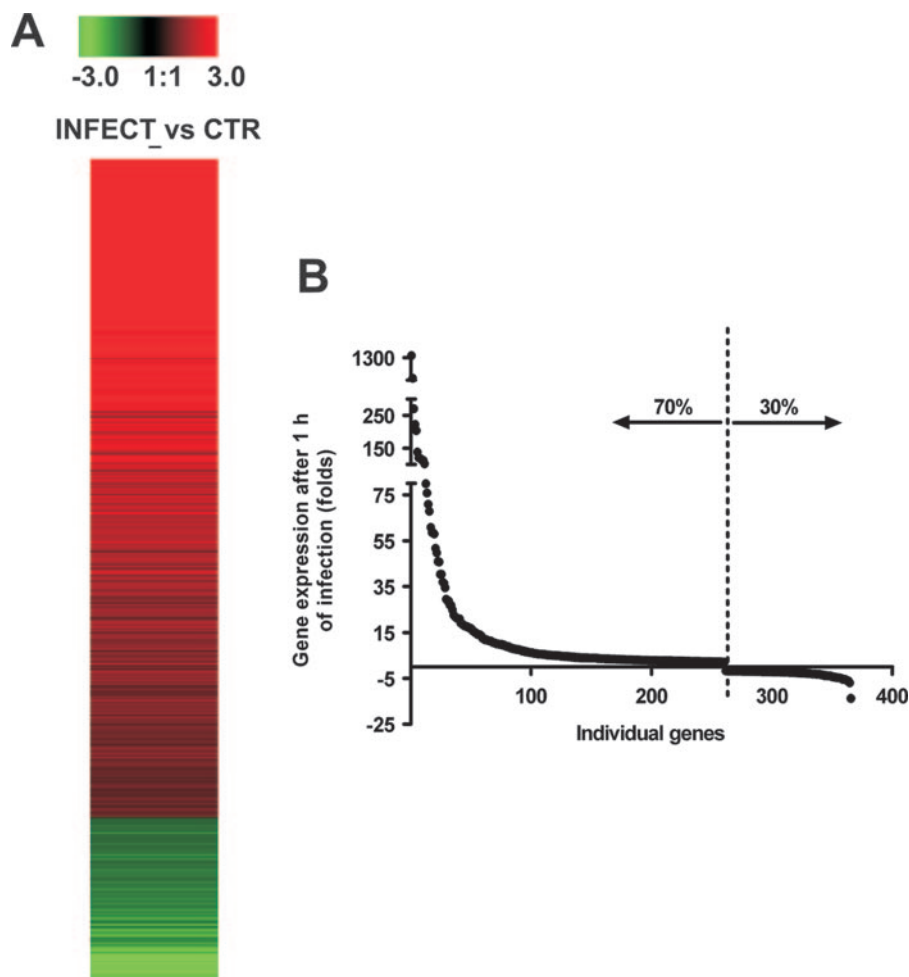 A
-3.0 1:1 3.0
INFECT_vs CTR
B
Gene expression after 1 h
of infection (folds)
1300
250
150
75
55
35
15
-5
-25
70% 30%
100 200 300 400
Individual genes